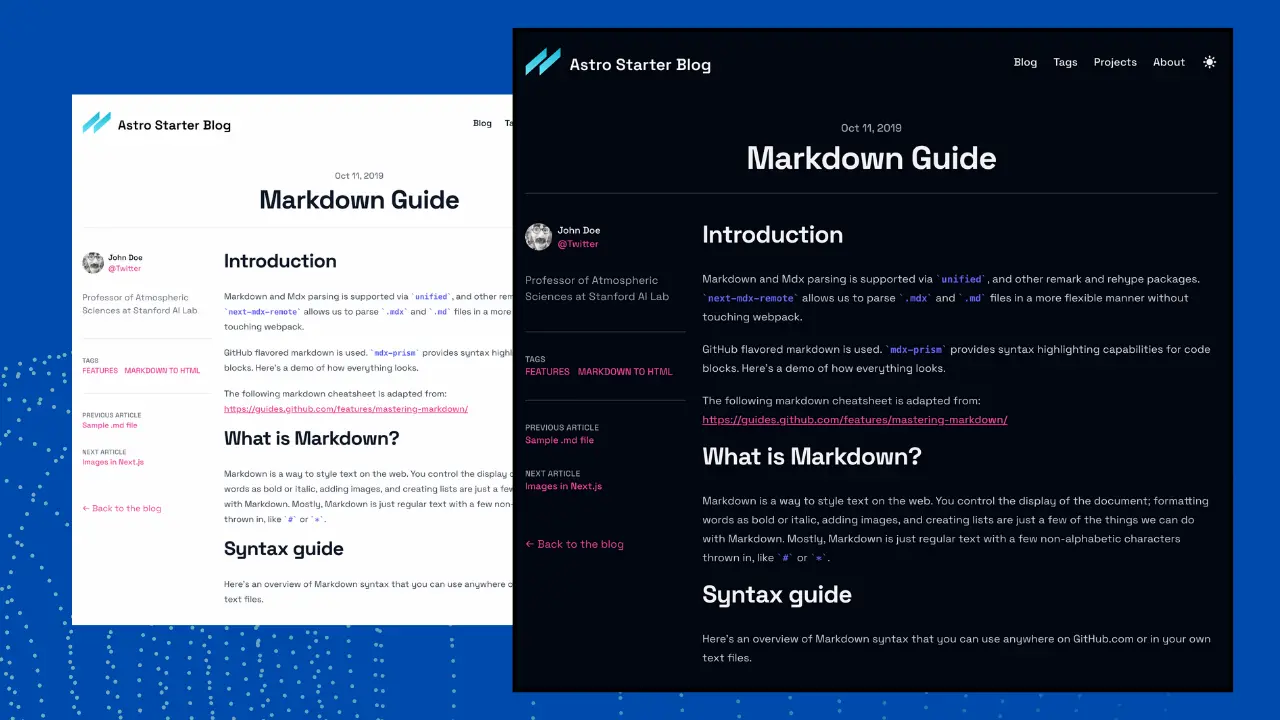 Astro Starter Blog
Blog
Oct 11, 2019
Markdown Guide
John Doe
@Twitter
Professor of Atmospheric
Sciences at Stanford AI Lab
TAGS
FEATURES MARKDOWN TO HTML
PREVIOUS ARTICLE
Sample .md file
NEXT ARTICLE
Images in Next.js
← Back to the blog
Introduction
Markdown and Mdx parsing is supported via `unified`, and other rem
`next-mdx-remote` allows us to parse `.mdx` and `.md` files in a more
touching webpack.
GitHub flavored markdown is used. `mdx-prism` provides syntax highl
blocks. Here's a demo of how everything looks.
The following markdown cheatsheet is adapted from:
https://guides.github.com/features/mastering-markdown/
What is Markdown?
Markdown is a way to style text on the web. You control the display
words as bold or italic, adding images, and creating lists are just a few
with Markdown. Mostly, Markdown is just regular text with a few non-
thrown in, like `#` or `*`.
Syntax guide
Here's an overview of Markdown syntax that you can use anywhere
text files.
Astro Starter Blog
Blog Tags Projects About
Oct 11, 2019
Markdown Guide
John Doe
@Twitter
Professor of Atmospheric
Sciences at Stanford AI Lab
TAGS
FEATURES MARKDOWN TO HTML
PREVIOUS ARTICLE
Sample .md file
NEXT ARTICLE
Images in Next.js
← Back to the blog
Introduction
Markdown and Mdx parsing is supported via `unified`, and other remark and rehype packages.
`next-mdx-remote` allows us to parse `.mdx` and `.md` files in a more flexible manner without
touching webpack.
GitHub flavored markdown is used. `mdx-prism` provides syntax highlighting capabilities for code
blocks. Here's a demo of how everything looks.
The following markdown cheatsheet is adapted from:
https://guides.github.com/features/mastering-markdown/
What is Markdown?
Markdown is a way to style text on the web. You control the display of the document; formatting
words as bold or italic, adding images, and creating lists are just a few of the things we can do
with Markdown. Mostly, Markdown is just regular text with a few non-alphabetic characters
thrown in, like `#` or `*`.
Syntax guide
Here's an overview of Markdown syntax that you can use anywhere on GitHub.com or in your own
text files.